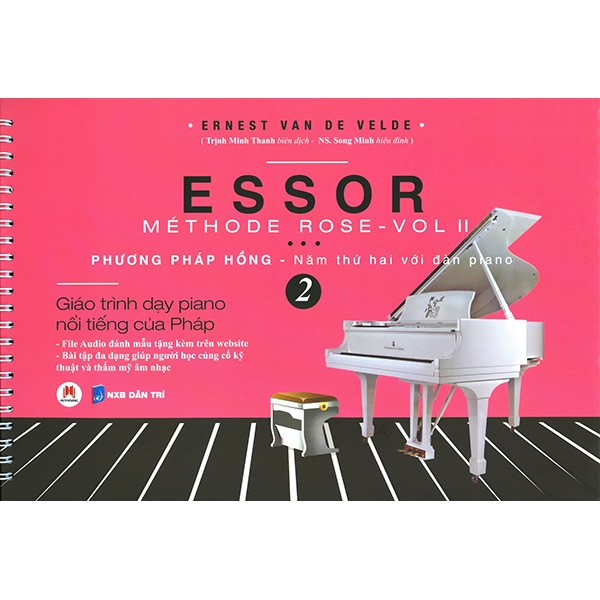 • ERNEST VAN DE VELDE •
( Trịnh Minh Thanh biên dịch - NS. Song Minh hiệu đính )
ESSOR
MÉTHODE ROSE - VOL II
•••
PHƯƠNG PHÁP HỒNG - Năm thứ hai với đàn piano
2
Giáo trình dạy piano
nổi tiếng của Pháp
- File Audio đánh mẫu tặng kèm trên website
- Bài tập đa dạng giúp người học củng cố kỹ
thuật và thẩm mỹ âm nhạc
HUY HOANG
NXB DÂN TRÍ